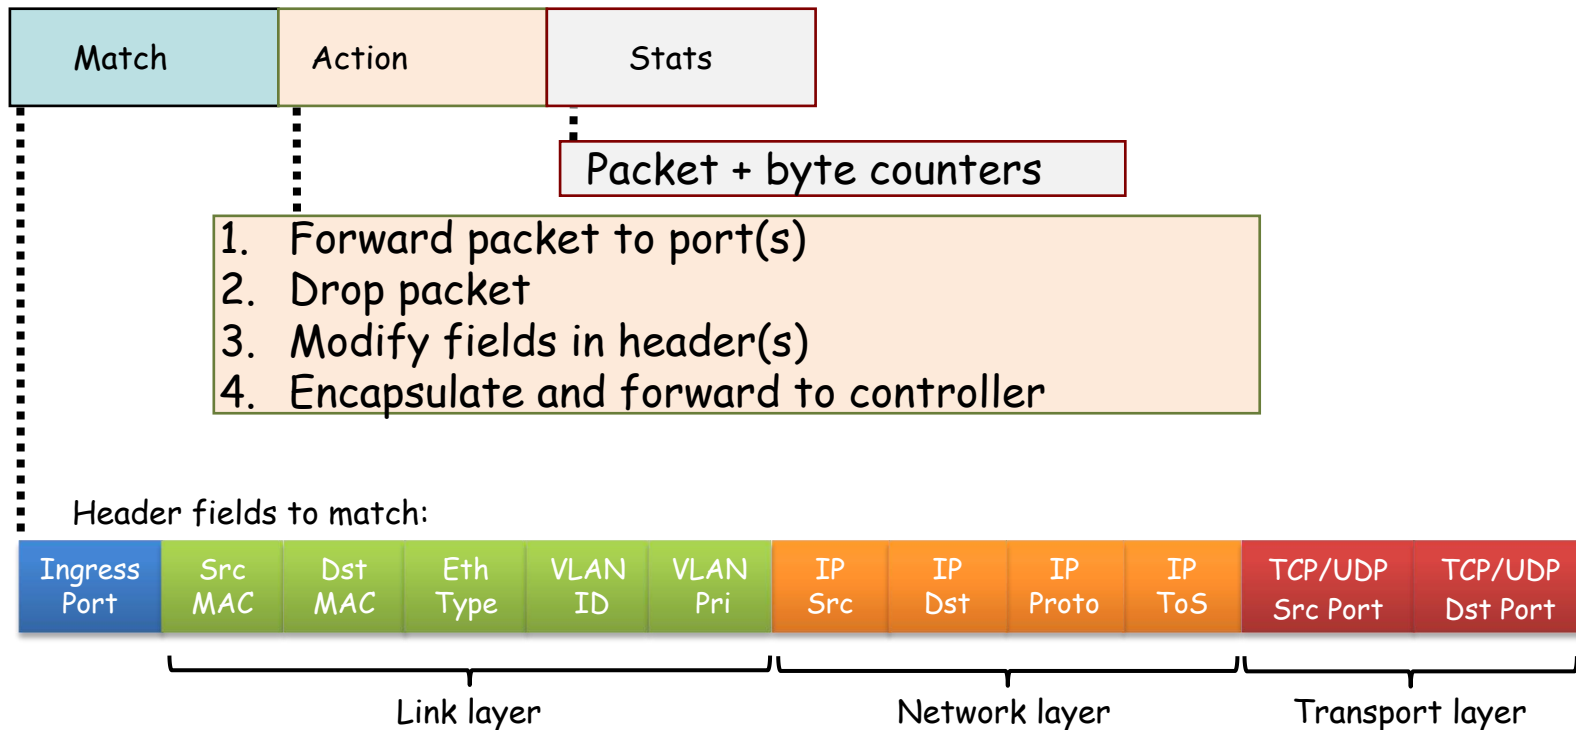 Match Action Stats
Packet + byte counters
1. Forward packet to port(s)
2. Drop packet
3. Modify fields in header(s)
4. Encapsulate and forward to controller
Header fields to match:
Ingress Port
Src MAC
Dst MAC
Eth Type
VLAN ID
VLAN Pri
IP Src
IP Dst
IP Proto
IP ToS
TCP/UDP Src Port
TCP/UDP Dst Port
Link layer Network layer Transport layer